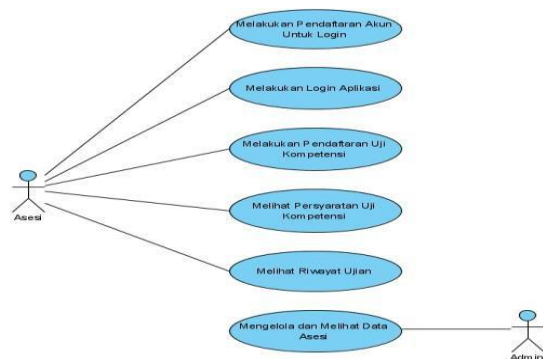 Melakukan Pendaftaran Akun
Untuk Login
Melakukan Login Aplikasi
Melakukan Pendaftaran Uji
Kompetensi
Asesi
Melihat Persyaratan Uji
Kompetensi
Melihat Riwayat Ujian
Mengelola dan Melihat Data
Asesi
Admin